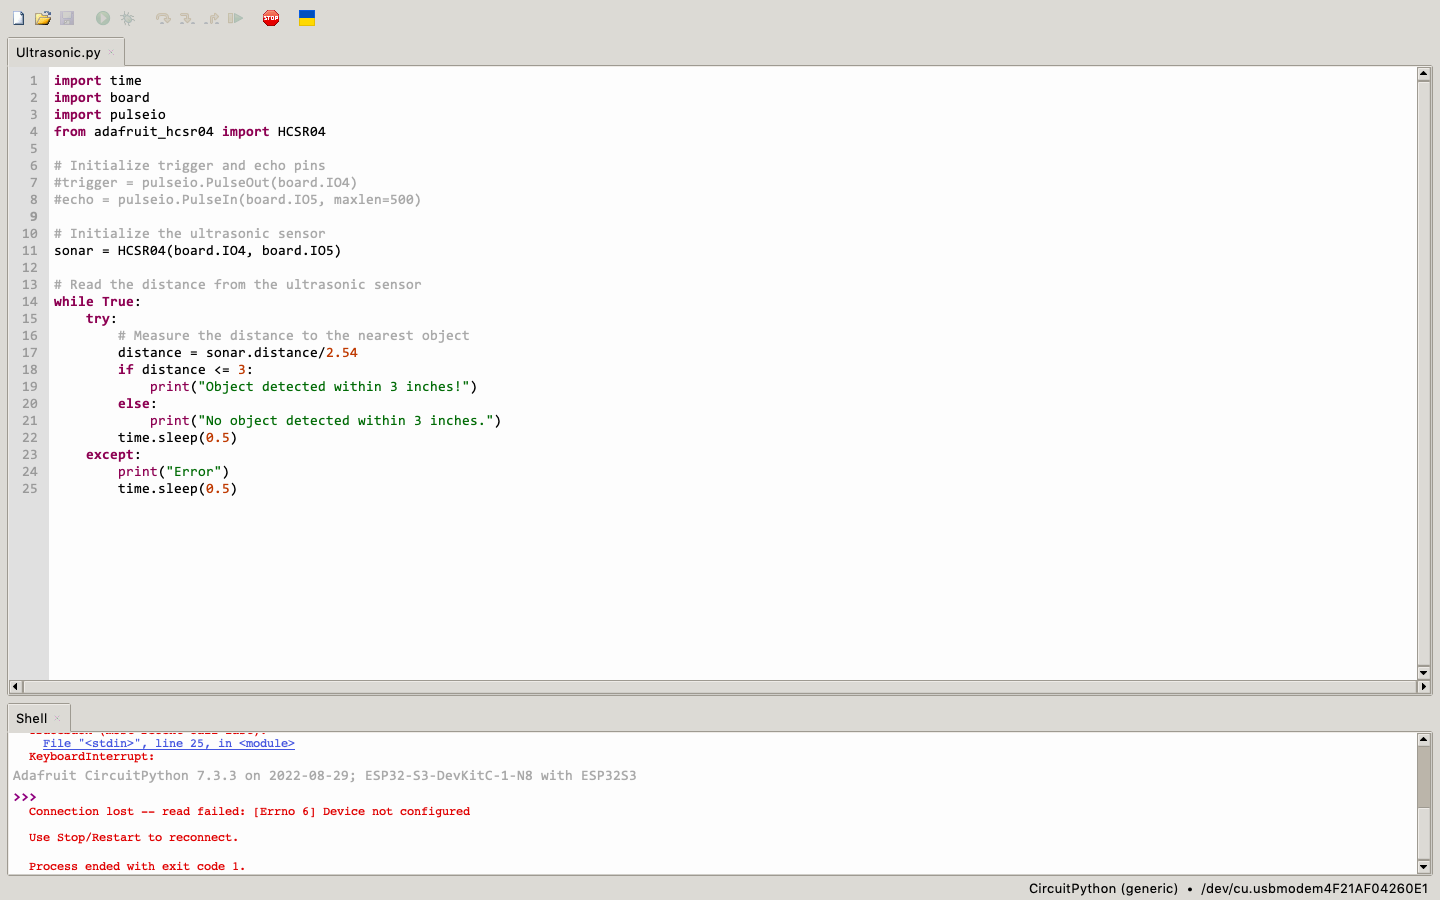 STOP
Ultrasonic.py
1 import time
2 import board
3 import pulseio
4 from adafruit_hcsr04 import HCSR04
5
6 # Initialize trigger and echo pins
7 #trigger = pulseio.PulseOut(board.IO4)
8 #echo = pulseio.PulseIn(board.IO5, maxlen=500)
9
10 # Initialize the ultrasonic sensor
11 sonar = HCSR04(board.IO4, board.IO5)
12
13 # Read the distance from the ultrasonic sensor
14 while True:
15     try:
16         # Measure the distance to the nearest object
17         distance = sonar.distance/2.54
18         if distance <= 3:
19             print("Object detected within 3 inches!")
20         else:
21             print("No object detected within 3 inches.")
22         time.sleep(0.5)
23     except:
24         print("Error")
25         time.sleep(0.5)
Shell
File "<stdin>", line 25, in <module>
KeyboardInterrupt:
Adafruit CircuitPython 7.3.3 on 2022-08-29; ESP32-S3-DevKitC-1-N8 with ESP32S3
>>>
Connection lost -- read failed: [Errno 6] Device not configured
Use Stop/Restart to reconnect.
Process ended with exit code 1.
CircuitPython (generic) • /dev/cu.usbmodem4F21AF04260E1